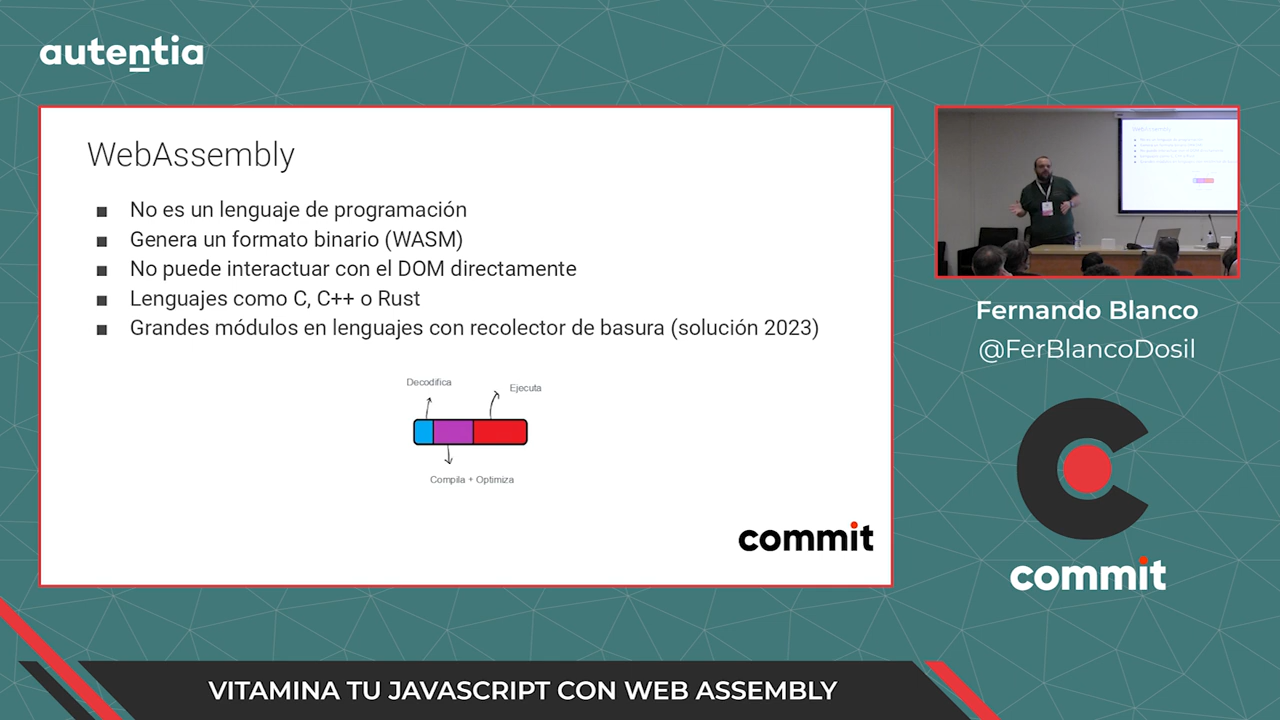 autentia
WebAssembly
■ No es un lenguaje de programación
■ Genera un formato binario (WASM)
■ No puede interactuar con el DOM directamente
■ Lenguajes como C, C++ o Rust
■ Grandes módulos en lenguajes con recolector de basura (solución 2023)
Decodifica
Ejecuta
Compila + Optimiza
commit
Fernando Blanco
@FerBlancoDosil
commit
VITAMINA TU JAVASCRIPT CON WEB ASSEMBLY